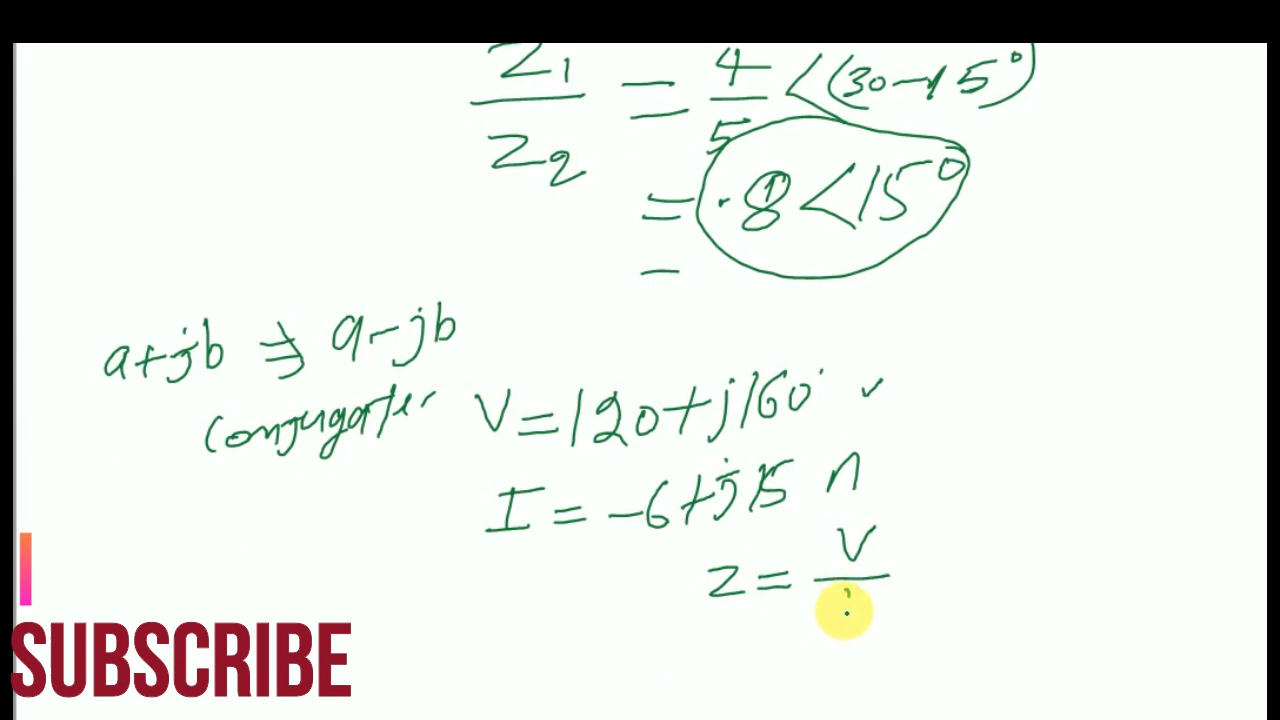 Z1 / Z2 = 4 / 5 <(30-15°)
= .8<15°
=
a+jb ⇒ a-jb
conjugate.
V=120+j160 v
I=-6+j15 A
Z = V / i
SUBSCRIBE